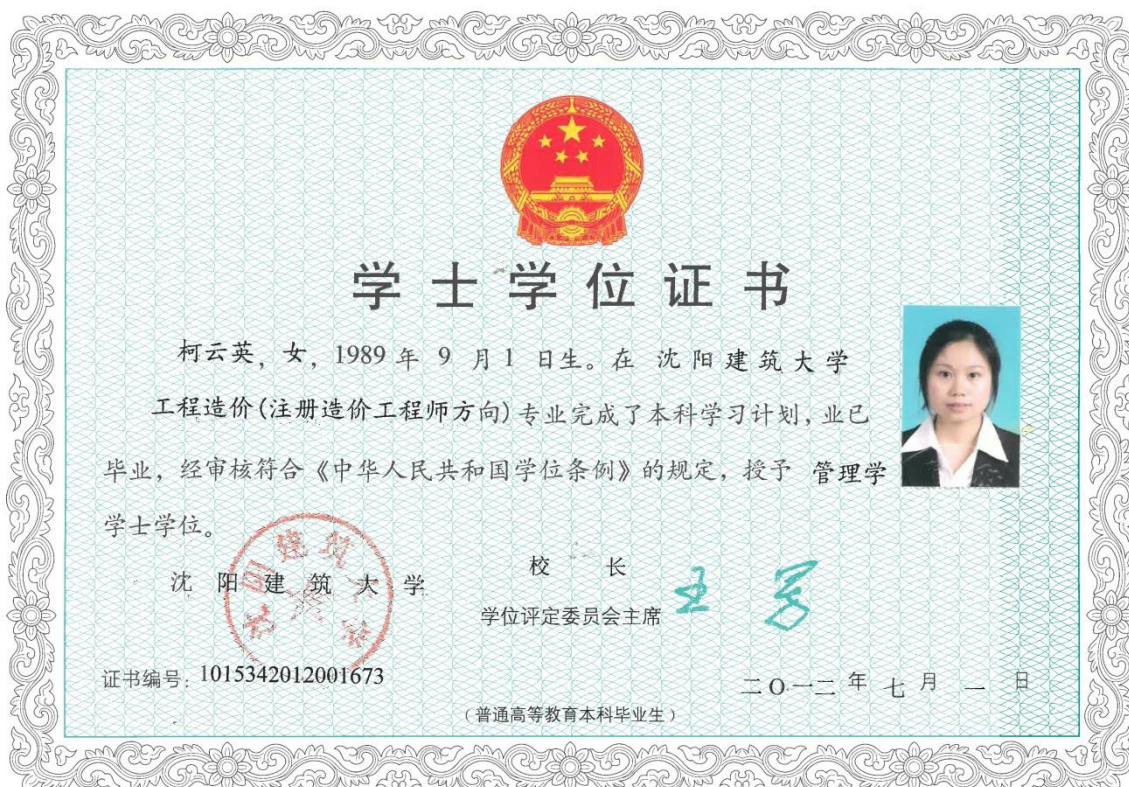 学士学位证书
柯云英，女，1989 年 9 月 1 日生。在 沈阳建筑大学
工程造价(注册造价工程师方向)专业完成了本科学习计划，业已
毕业，经审核符合《中华人民共和国学位条例》的规定，授予 管理学
学士学位。
沈阳建筑大学
校 长
学位评定委员会主席
证书编号：1015342012001673
二〇一二 年 七 月 一 日
（普通高等教育本科毕业生）